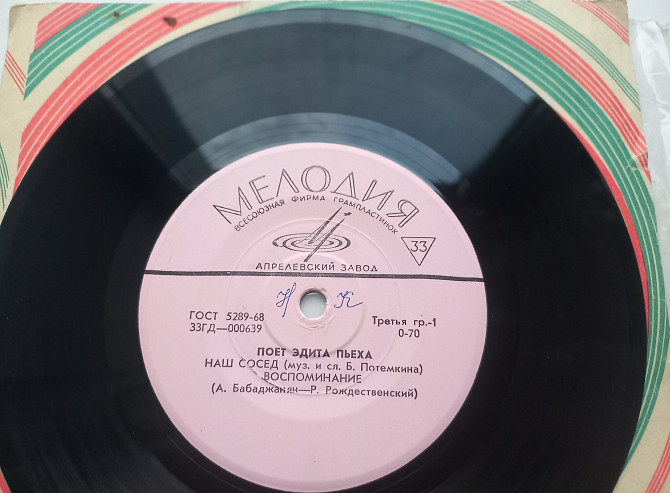 МЕЛОДИЯ
ВСЕСОЮЗНАЯ ФИРМА ГРАМПЛАСТИНОК
33
АПРЕЛЕВСКИЙ ЗАВОД
Н К
ГОСТ 5289-68
33ГД—000639
Третья гр.-1
0-70
ПОЕТ ЭДИТА ПЬЕХА
НАШ СОСЕД (муз. и сл. Б. Потемкина)
ВОСПОМИНАНИЕ
(А. Бабаджанян—Р. Рождественский)